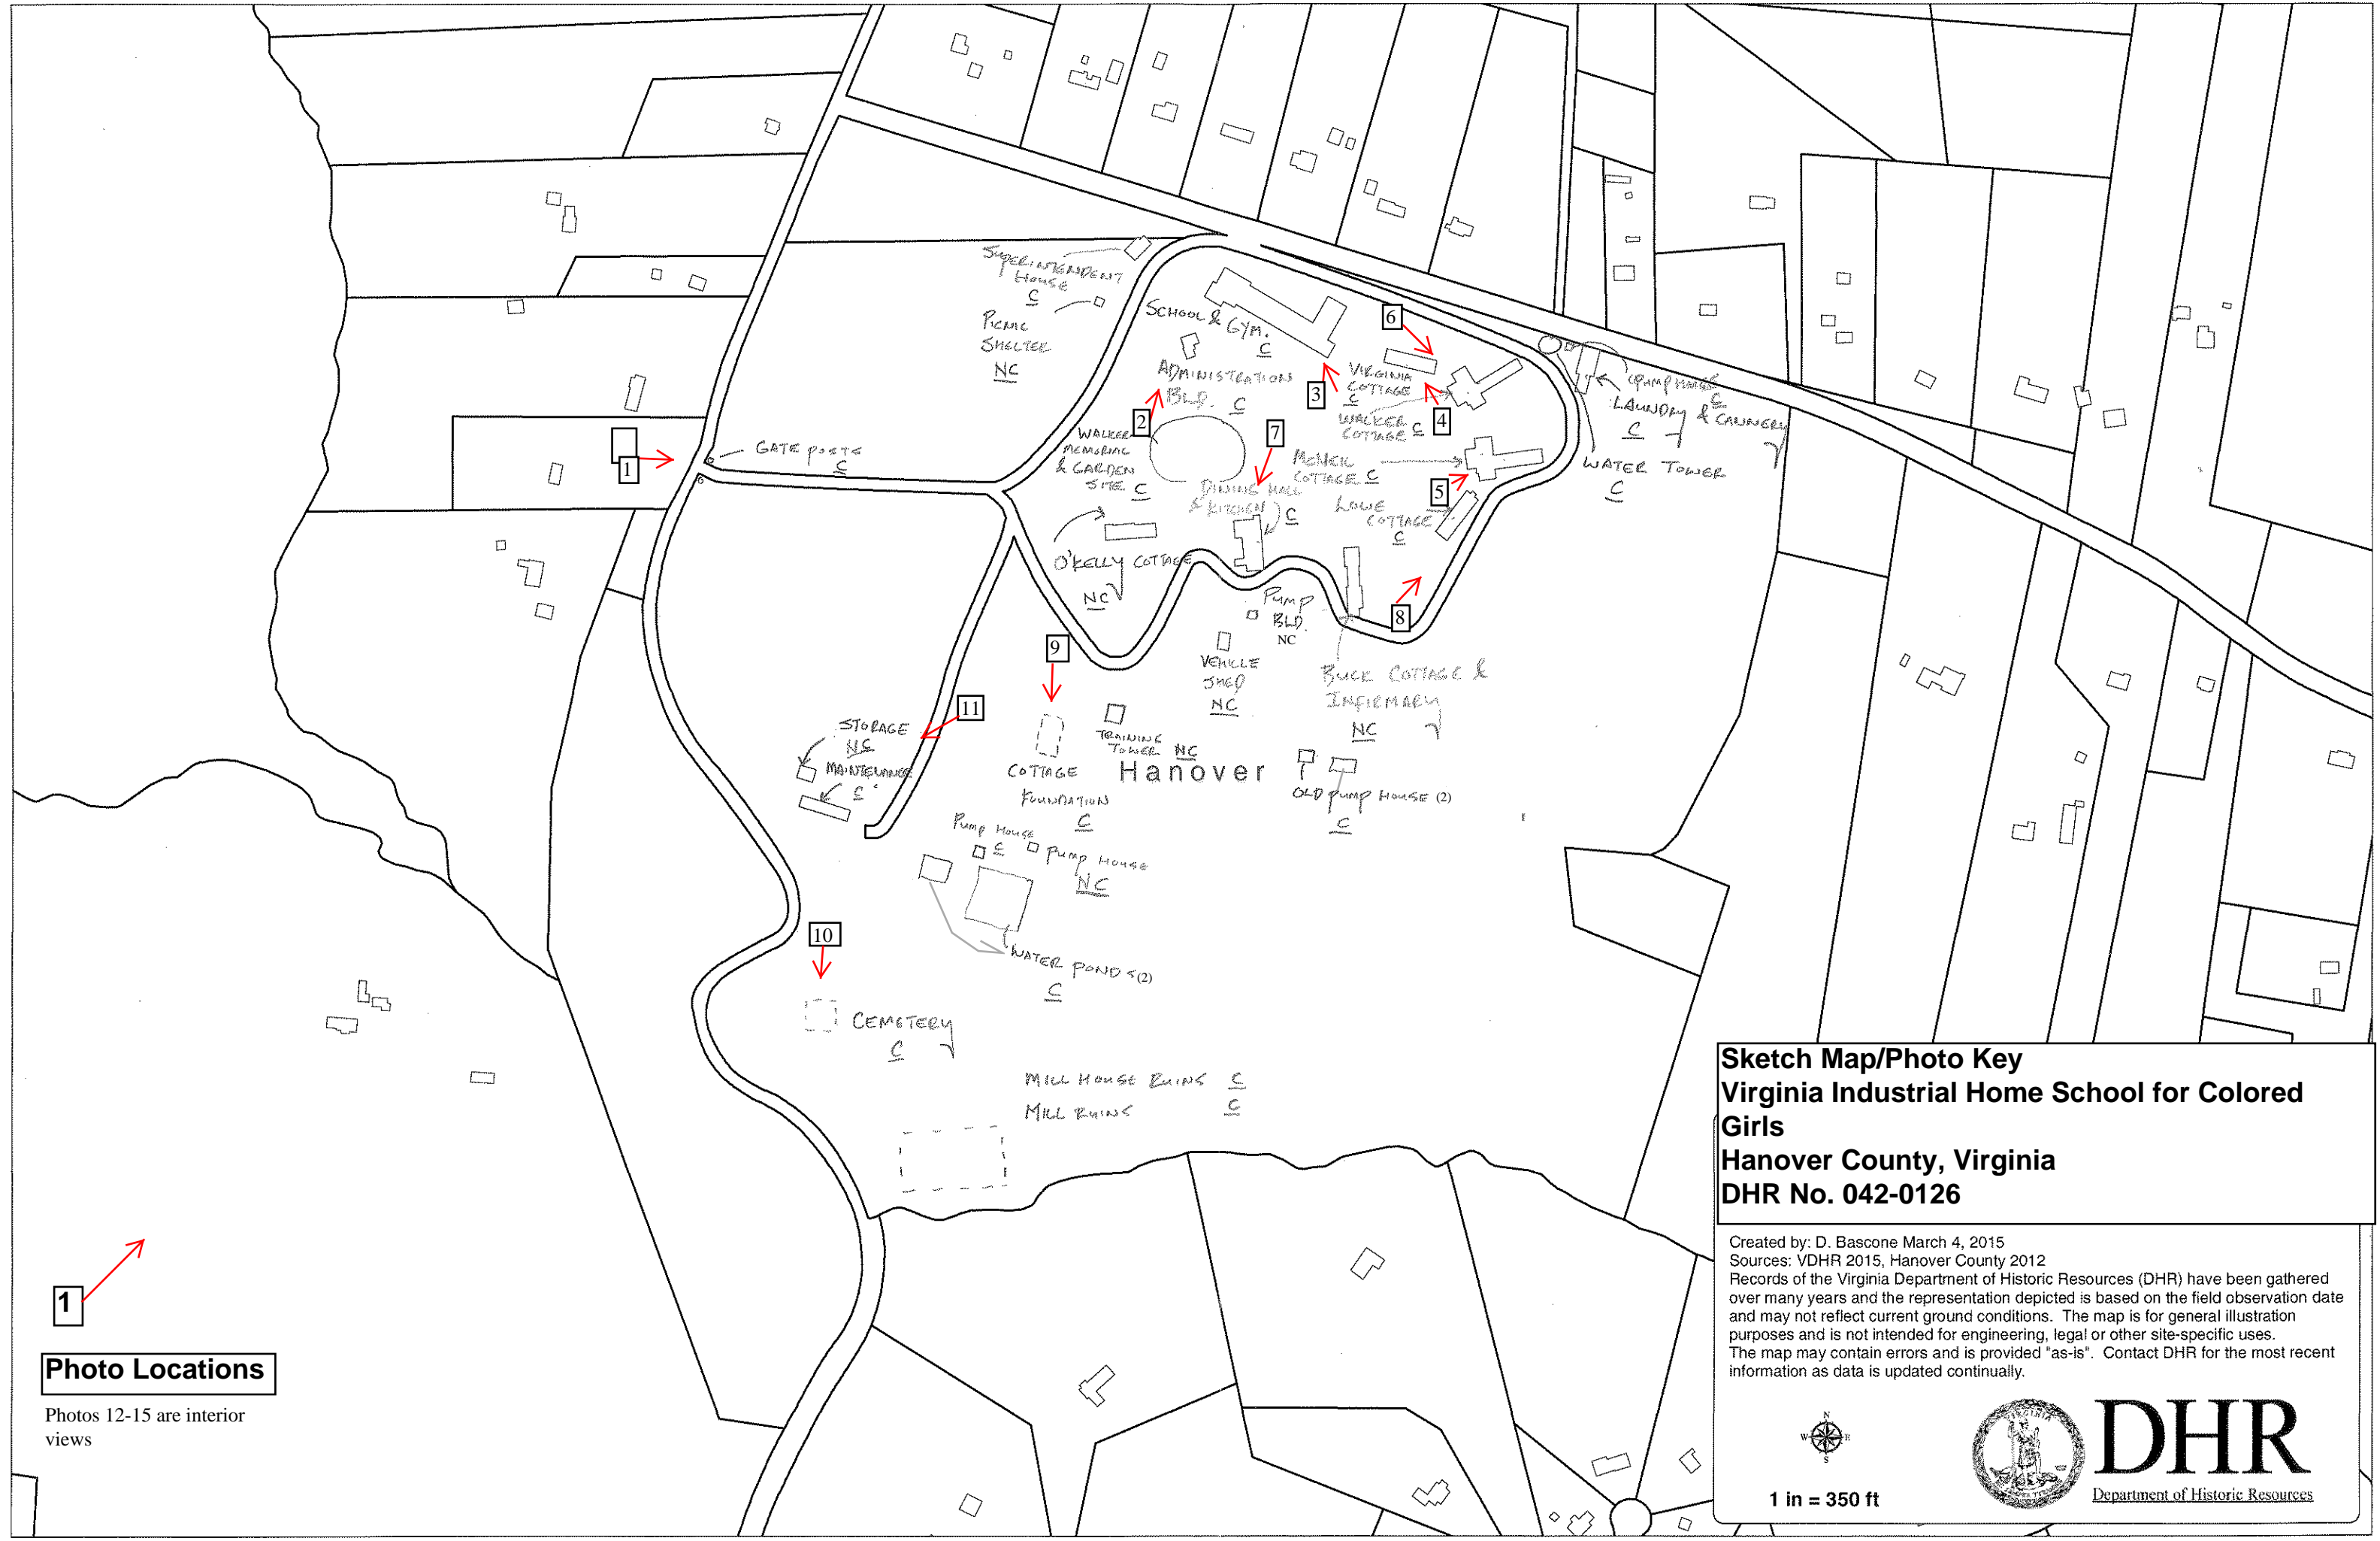 SUPERINTENDENT
HOUSE
C
PICNIC
SHELTER
NC
SCHOOL & GYM.
C
ADMINISTRATION
BLD. C
6
VIRGINIA
COTTAGE
C
3
WALKER
COTTAGE C
4
2
7
WALKER
MEMORIAL
& GARDEN
SITE C
GATE POSTS
C
1
MCNEIL
COTTAGE C
5
DINING HALL
& KITCHEN
C
LOWE
COTTAGE
C
PUMP HOUSE
C
LAUNDRY & CANNERY
C
WATER TOWER
C
O'KELLY COTTAGE
NC
PUMP
BLD.
NC
8
9
VEHICLE
SHED
NC
BUCK COTTAGE &
INFIRMARY
NC
11
STORAGE
NC
MAINTENANCE
C
TRAINING
TOWER NC
COTTAGE
FOUNDATION
C
Hanover
OLD PUMP HOUSE (2)
C
PUMP HOUSE
C
PUMP HOUSE
NC
10
WATER PONDS (2)
C
CEMETERY
C
MILL HOUSE RUINS C
MILL RUINS C
1
Photo Locations
Photos 12-15 are interior
views
Sketch Map/Photo Key
Virginia Industrial Home School for Colored
Girls
Hanover County, Virginia
DHR No. 042-0126
Created by: D. Bascone March 4, 2015
Sources: VDHR 2015, Hanover County 2012
Records of the Virginia Department of Historic Resources (DHR) have been gathered
over many years and the representation depicted is based on the field observation date
and may not reflect current ground conditions. The map is for general illustration
purposes and is not intended for engineering, legal or other site-specific uses.
The map may contain errors and is provided "as-is". Contact DHR for the most recent
information as data is updated continually.
N
W E
S
1 in = 350 ft
VIRGINIA
DHR
Department of Historic Resources